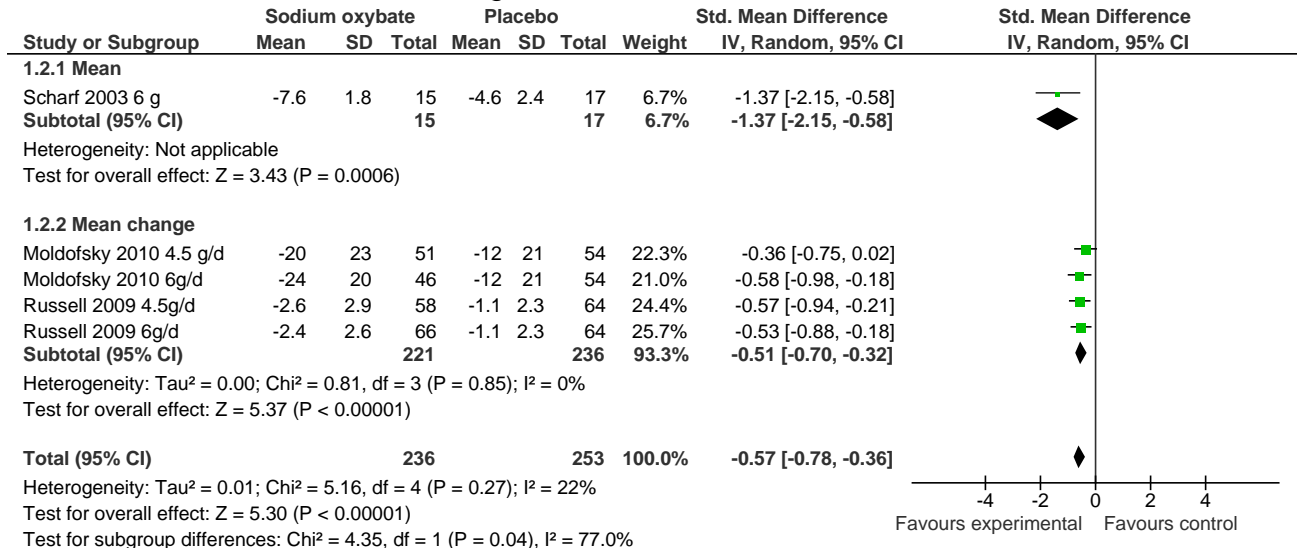 Sodium oxybate Placebo Std. Mean Difference Std. Mean Difference
Study or Subgroup Mean SD Total Mean SD Total Weight IV, Random, 95% CI IV, Random, 95% CI
1.2.1 Mean
Scharf 2003 6 g -7.6 1.8 15 -4.6 2.4 17 6.7% -1.37 [-2.15, -0.58]
Subtotal (95% CI) 15 17 6.7% -1.37 [-2.15, -0.58]
Heterogeneity: Not applicable
Test for overall effect: Z = 3.43 (P = 0.0006)
1.2.2 Mean change
Moldofsky 2010 4.5 g/d -20 23 51 -12 21 54 22.3% -0.36 [-0.75, 0.02]
Moldofsky 2010 6g/d -24 20 46 -12 21 54 21.0% -0.58 [-0.98, -0.18]
Russell 2009 4.5g/d -2.6 2.9 58 -1.1 2.3 64 24.4% -0.57 [-0.94, -0.21]
Russell 2009 6g/d -2.4 2.6 66 -1.1 2.3 64 25.7% -0.53 [-0.88, -0.18]
Subtotal (95% CI) 221 236 93.3% -0.51 [-0.70, -0.32]
Heterogeneity: Tau² = 0.00; Chi² = 0.81, df = 3 (P = 0.85); I² = 0%
Test for overall effect: Z = 5.37 (P < 0.00001)
Total (95% CI) 236 253 100.0% -0.57 [-0.78, -0.36]
Heterogeneity: Tau² = 0.01; Chi² = 5.16, df = 4 (P = 0.27); I² = 22%
Test for overall effect: Z = 5.30 (P < 0.00001)
Test for subgroup differences: Chi² = 4.35, df = 1 (P = 0.04), I² = 77.0%
-4 -2 0 2 4
Favours experimental Favours control